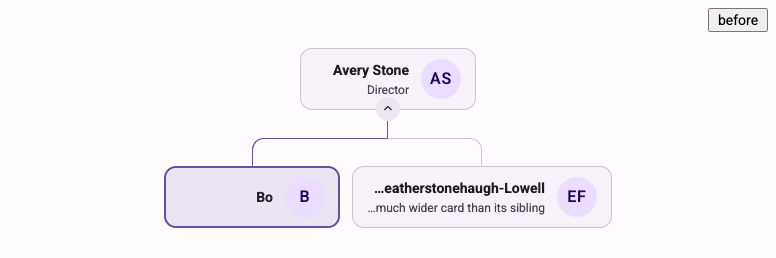 before
Avery Stone
Director
AS
Bo
B
…eatherstonehaugh-Lowell
…much wider card than its sibling
EF